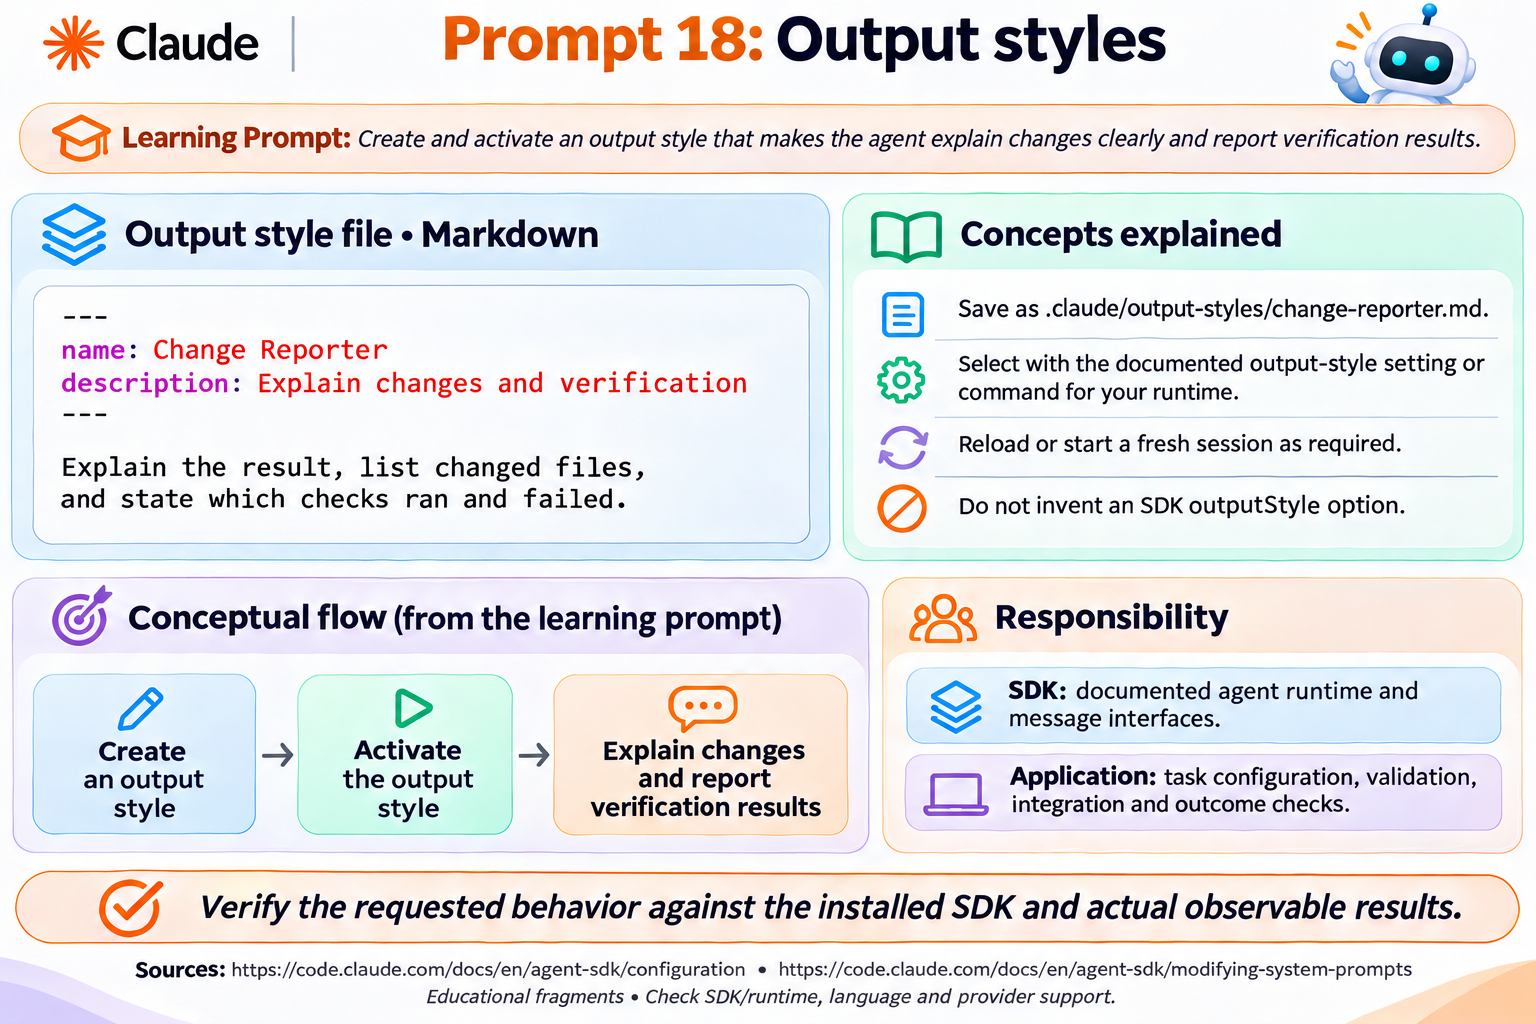 Claude
Prompt 18: Output styles
Learning Prompt: Create and activate an output style that makes the agent explain changes clearly and report verification results.
Output style file • Markdown
---
name: Change Reporter
description: Explain changes and verification
---
Explain the result, list changed files,
and state which checks ran and failed.
Concepts explained
Save as .claude/output-styles/change-reporter.md.
Select with the documented output-style setting or
command for your runtime.
Reload or start a fresh session as required.
Do not invent an SDK outputStyle option.
Conceptual flow (from the learning prompt)
Create
an output
style
Activate
the output
style
Explain changes
and report
verification results
Responsibility
SDK: documented agent runtime and
message interfaces.
Application: task configuration, validation,
integration and outcome checks.
Verify the requested behavior against the installed SDK and actual observable results.
Sources: https://code.claude.com/docs/en/agent-sdk/configuration • https://code.claude.com/docs/en/agent-sdk/modifying-system-prompts
Educational fragments • Check SDK/runtime, language and provider support.